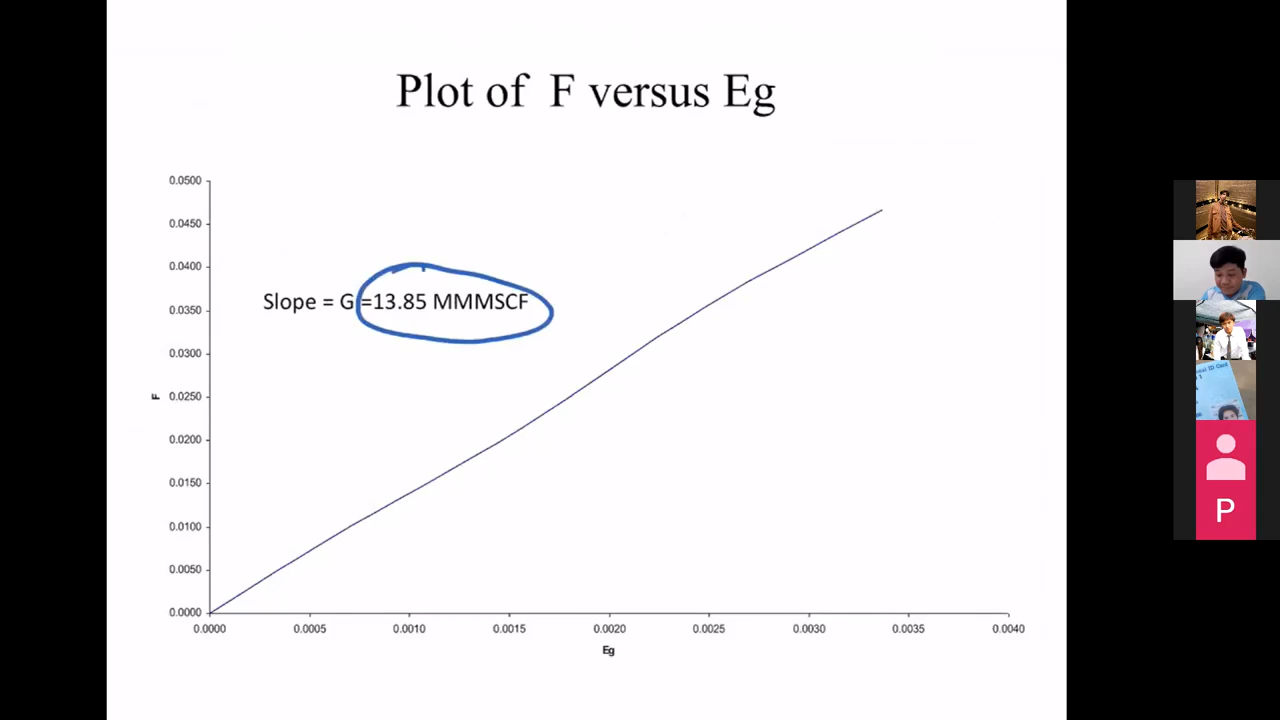 Plot of F versus Eg
Slope = G =13.85 MMMSCF
F
0.0500
0.0450
0.0400
0.0350
0.0300
0.0250
0.0200
0.0150
0.0100
0.0050
0.0000
0.0000 0.0005 0.0010 0.0015 0.0020 0.0025 0.0030 0.0035 0.0040
Eg
P